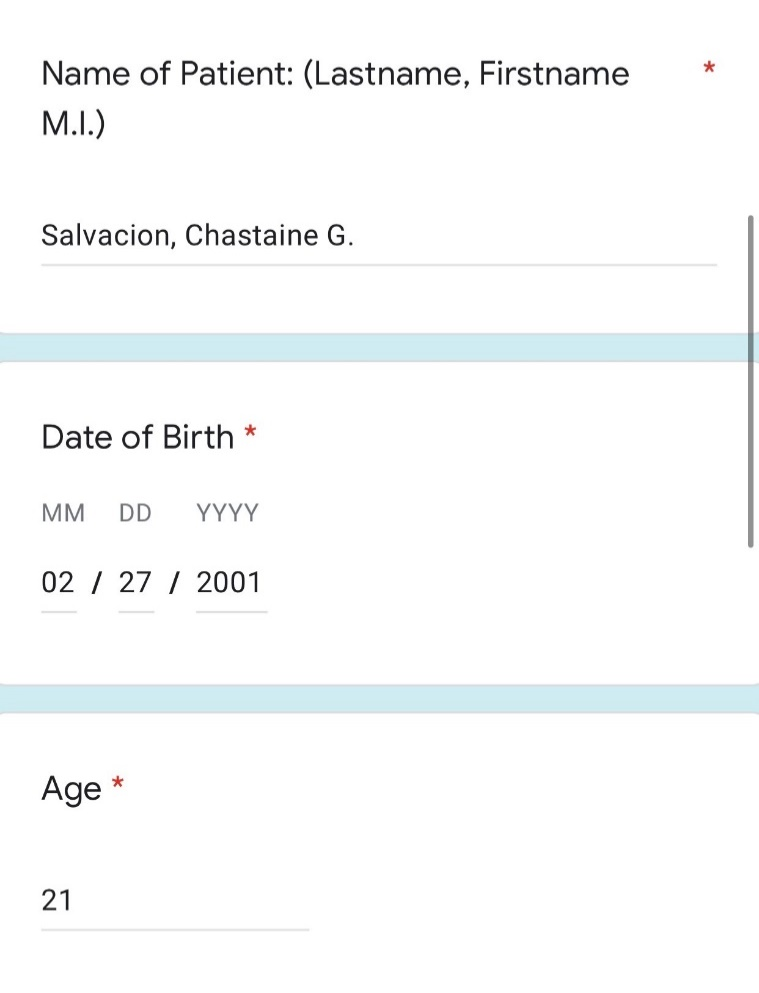 Name of Patient: (Lastname, Firstname *
M.I.)
Salvacion, Chastaine G.
Date of Birth *
MM DD YYYY
02 / 27 / 2001
Age *
21